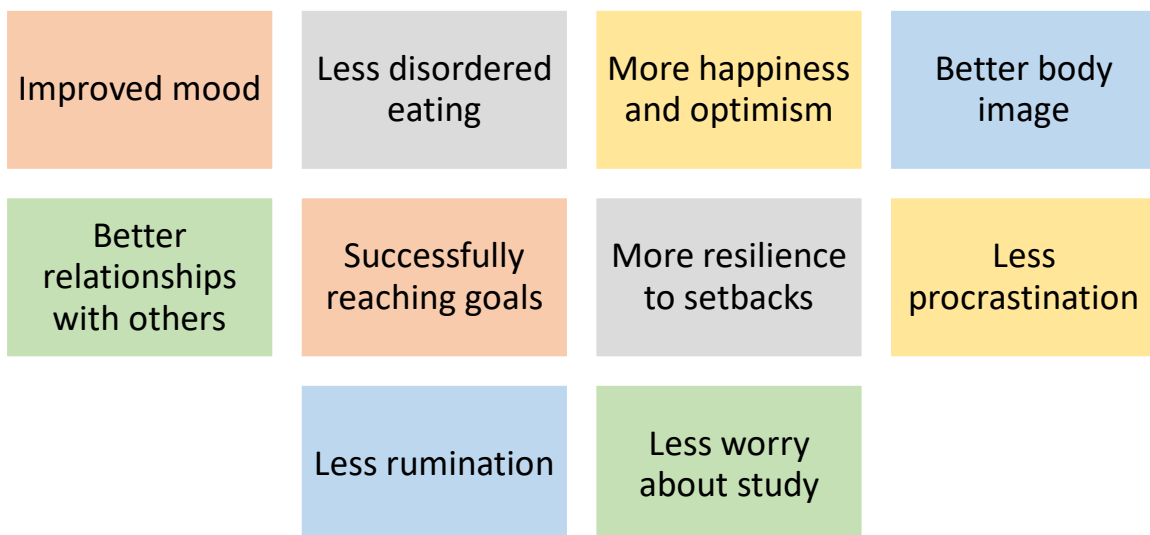 Improved mood
Less disordered
eating
More happiness
and optimism
Better body
image
Better
relationships
with others
Successfully
reaching goals
More resilience
to setbacks
Less
procrastination
Less rumination
Less worry
about study